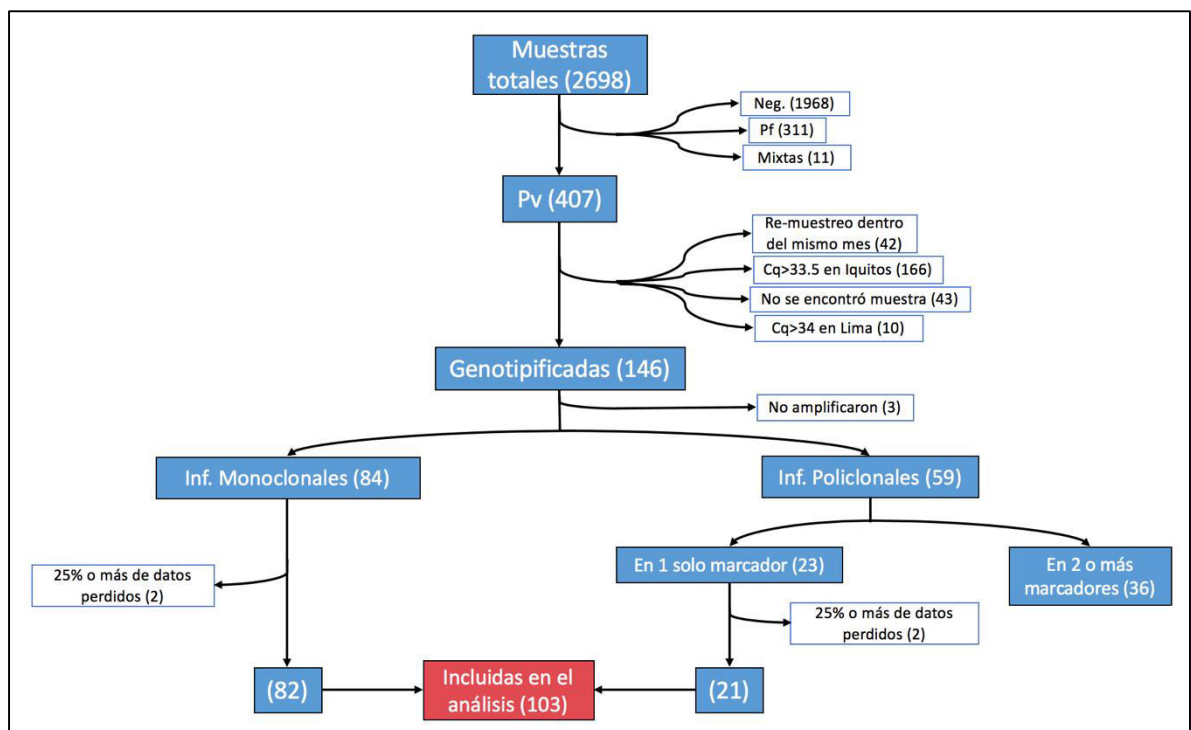 Muestras
totales (2698)
Neg. (1968)
Pf (311)
Mixtas (11)
Pv (407)
Re-muestreo dentro
del mismo mes (42)
Cq>33.5 en Iquitos (166)
No se encontró muestra (43)
Cq>34 en Lima (10)
Genotipificadas (146)
No amplificaron (3)
Inf. Monoclonales (84)
Inf. Policlonales (59)
25% o más de datos
perdidos (2)
En 1 solo marcador (23)
En 2 o más
marcadores (36)
25% o más de datos
perdidos (2)
(82)
Incluidas en el
análisis (103)
(21)